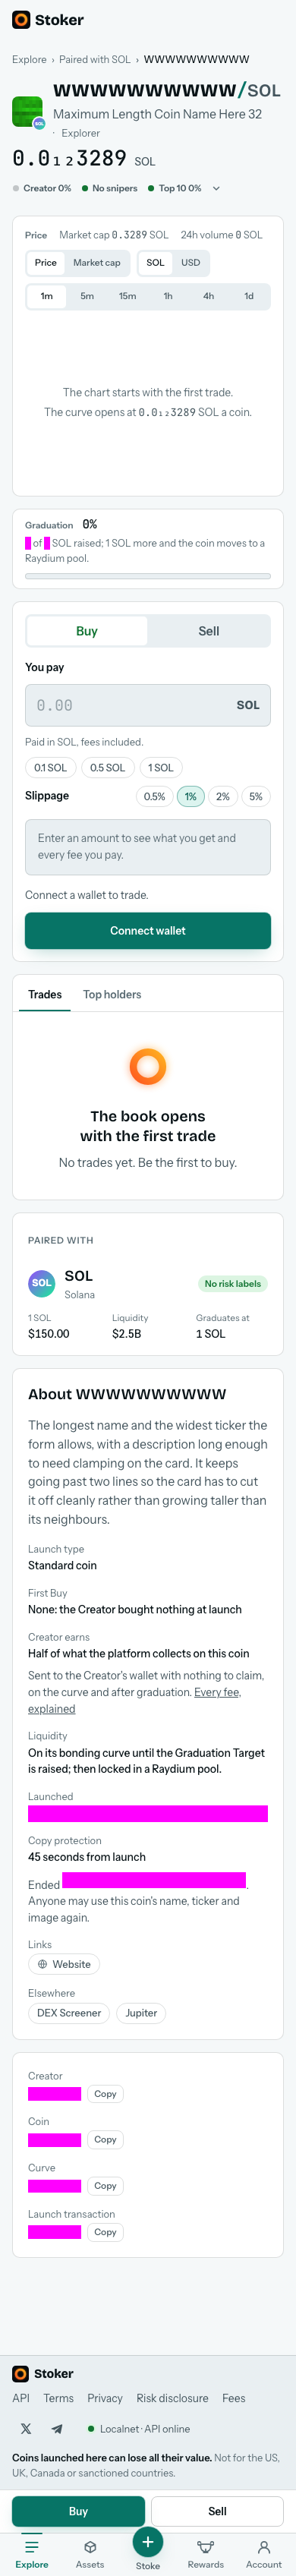 Stoker
Explore › Paired with SOL › WWWWWWWWWW
WWWWWWWWWW/SOL
SOL
Maximum Length Coin Name Here 32
· Explorer
0.0₁₂3289 SOL
Creator 0% No snipers Top 10 0%
Price Market cap 0.3289 SOL 24h volume 0 SOL
Price Market cap SOL USD
1m 5m 15m 1h 4h 1d
The chart starts with the first trade.
The curve opens at 0.0₁₂3289 SOL a coin.
Graduation 0%
of SOL raised; 1 SOL more and the coin moves to a
Raydium pool.
Buy Sell
You pay
0.00 SOL
Paid in SOL, fees included.
0.1 SOL 0.5 SOL 1 SOL
Slippage 0.5% 1% 2% 5%
Enter an amount to see what you get and
every fee you pay.
Connect a wallet to trade.
Connect wallet
Trades Top holders
The book opens
with the first trade
No trades yet. Be the first to buy.
PAIRED WITH
SOL SOL No risk labels
Solana
1 SOL Liquidity Graduates at
$150.00 $2.5B 1 SOL
About WWWWWWWWWW
The longest name and the widest ticker the
form allows, with a description long enough
to need clamping on the card. It keeps
going past two lines so the card has to cut
it off cleanly rather than growing taller than
its neighbours.
Launch type
Standard coin
First Buy
None: the Creator bought nothing at launch
Creator earns
Half of what the platform collects on this coin
Sent to the Creator's wallet with nothing to claim,
on the curve and after graduation. Every fee,
explained
Liquidity
On its bonding curve until the Graduation Target
is raised; then locked in a Raydium pool.
Launched
Copy protection
45 seconds from launch
Ended .
Anyone may use this coin's name, ticker and
image again.
Links
Website
Elsewhere
DEX Screener Jupiter
Creator
Copy
Coin
Copy
Curve
Copy
Launch transaction
Copy
Stoker
API Terms Privacy Risk disclosure Fees
Localnet · API online
Coins launched here can lose all their value. Not for the US,
UK, Canada or sanctioned countries.
Buy Sell
Explore Assets Stoke Rewards Account